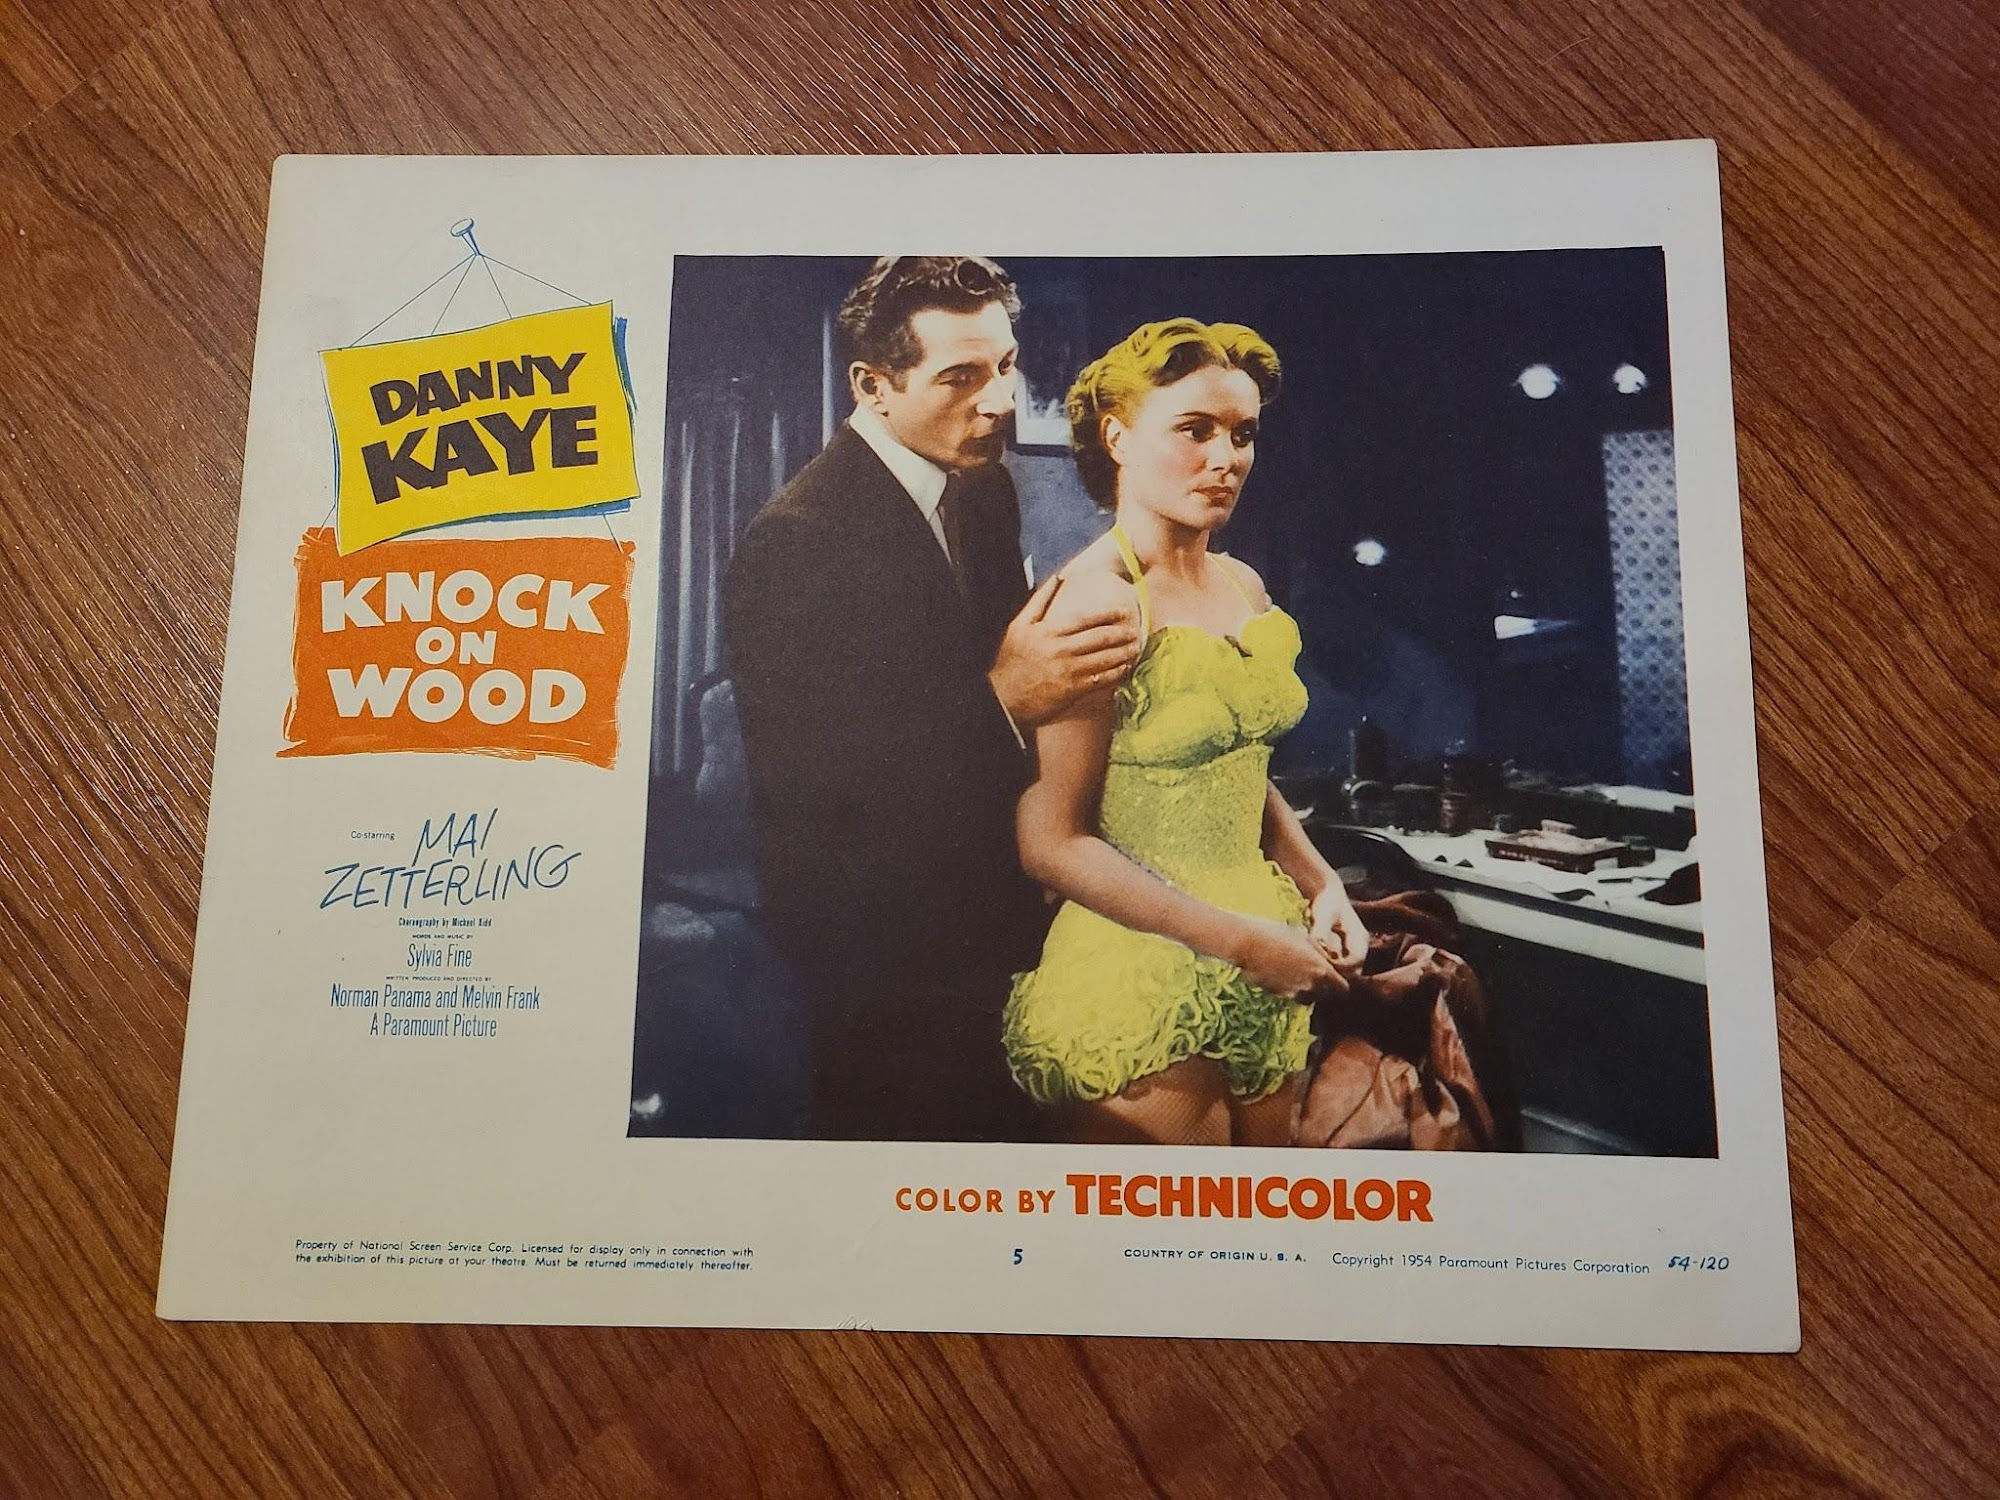 DANNY
KAYE
KNOCK
ON
WOOD
Co-starring MAI
ZETTERLING
Choreography by Michael Kidd
WORDS AND MUSIC BY
Sylvia Fine
WRITTEN, PRODUCED AND DIRECTED BY
Norman Panama and Melvin Frank
A Paramount Picture
COLOR BY TECHNICOLOR
Property of National Screen Service Corp. Licensed for display only in connection with
the exhibition of this picture at your theatre. Must be returned immediately thereafter.
5
COUNTRY OF ORIGIN U. S. A.
Copyright 1954 Paramount Pictures Corporation
54-120